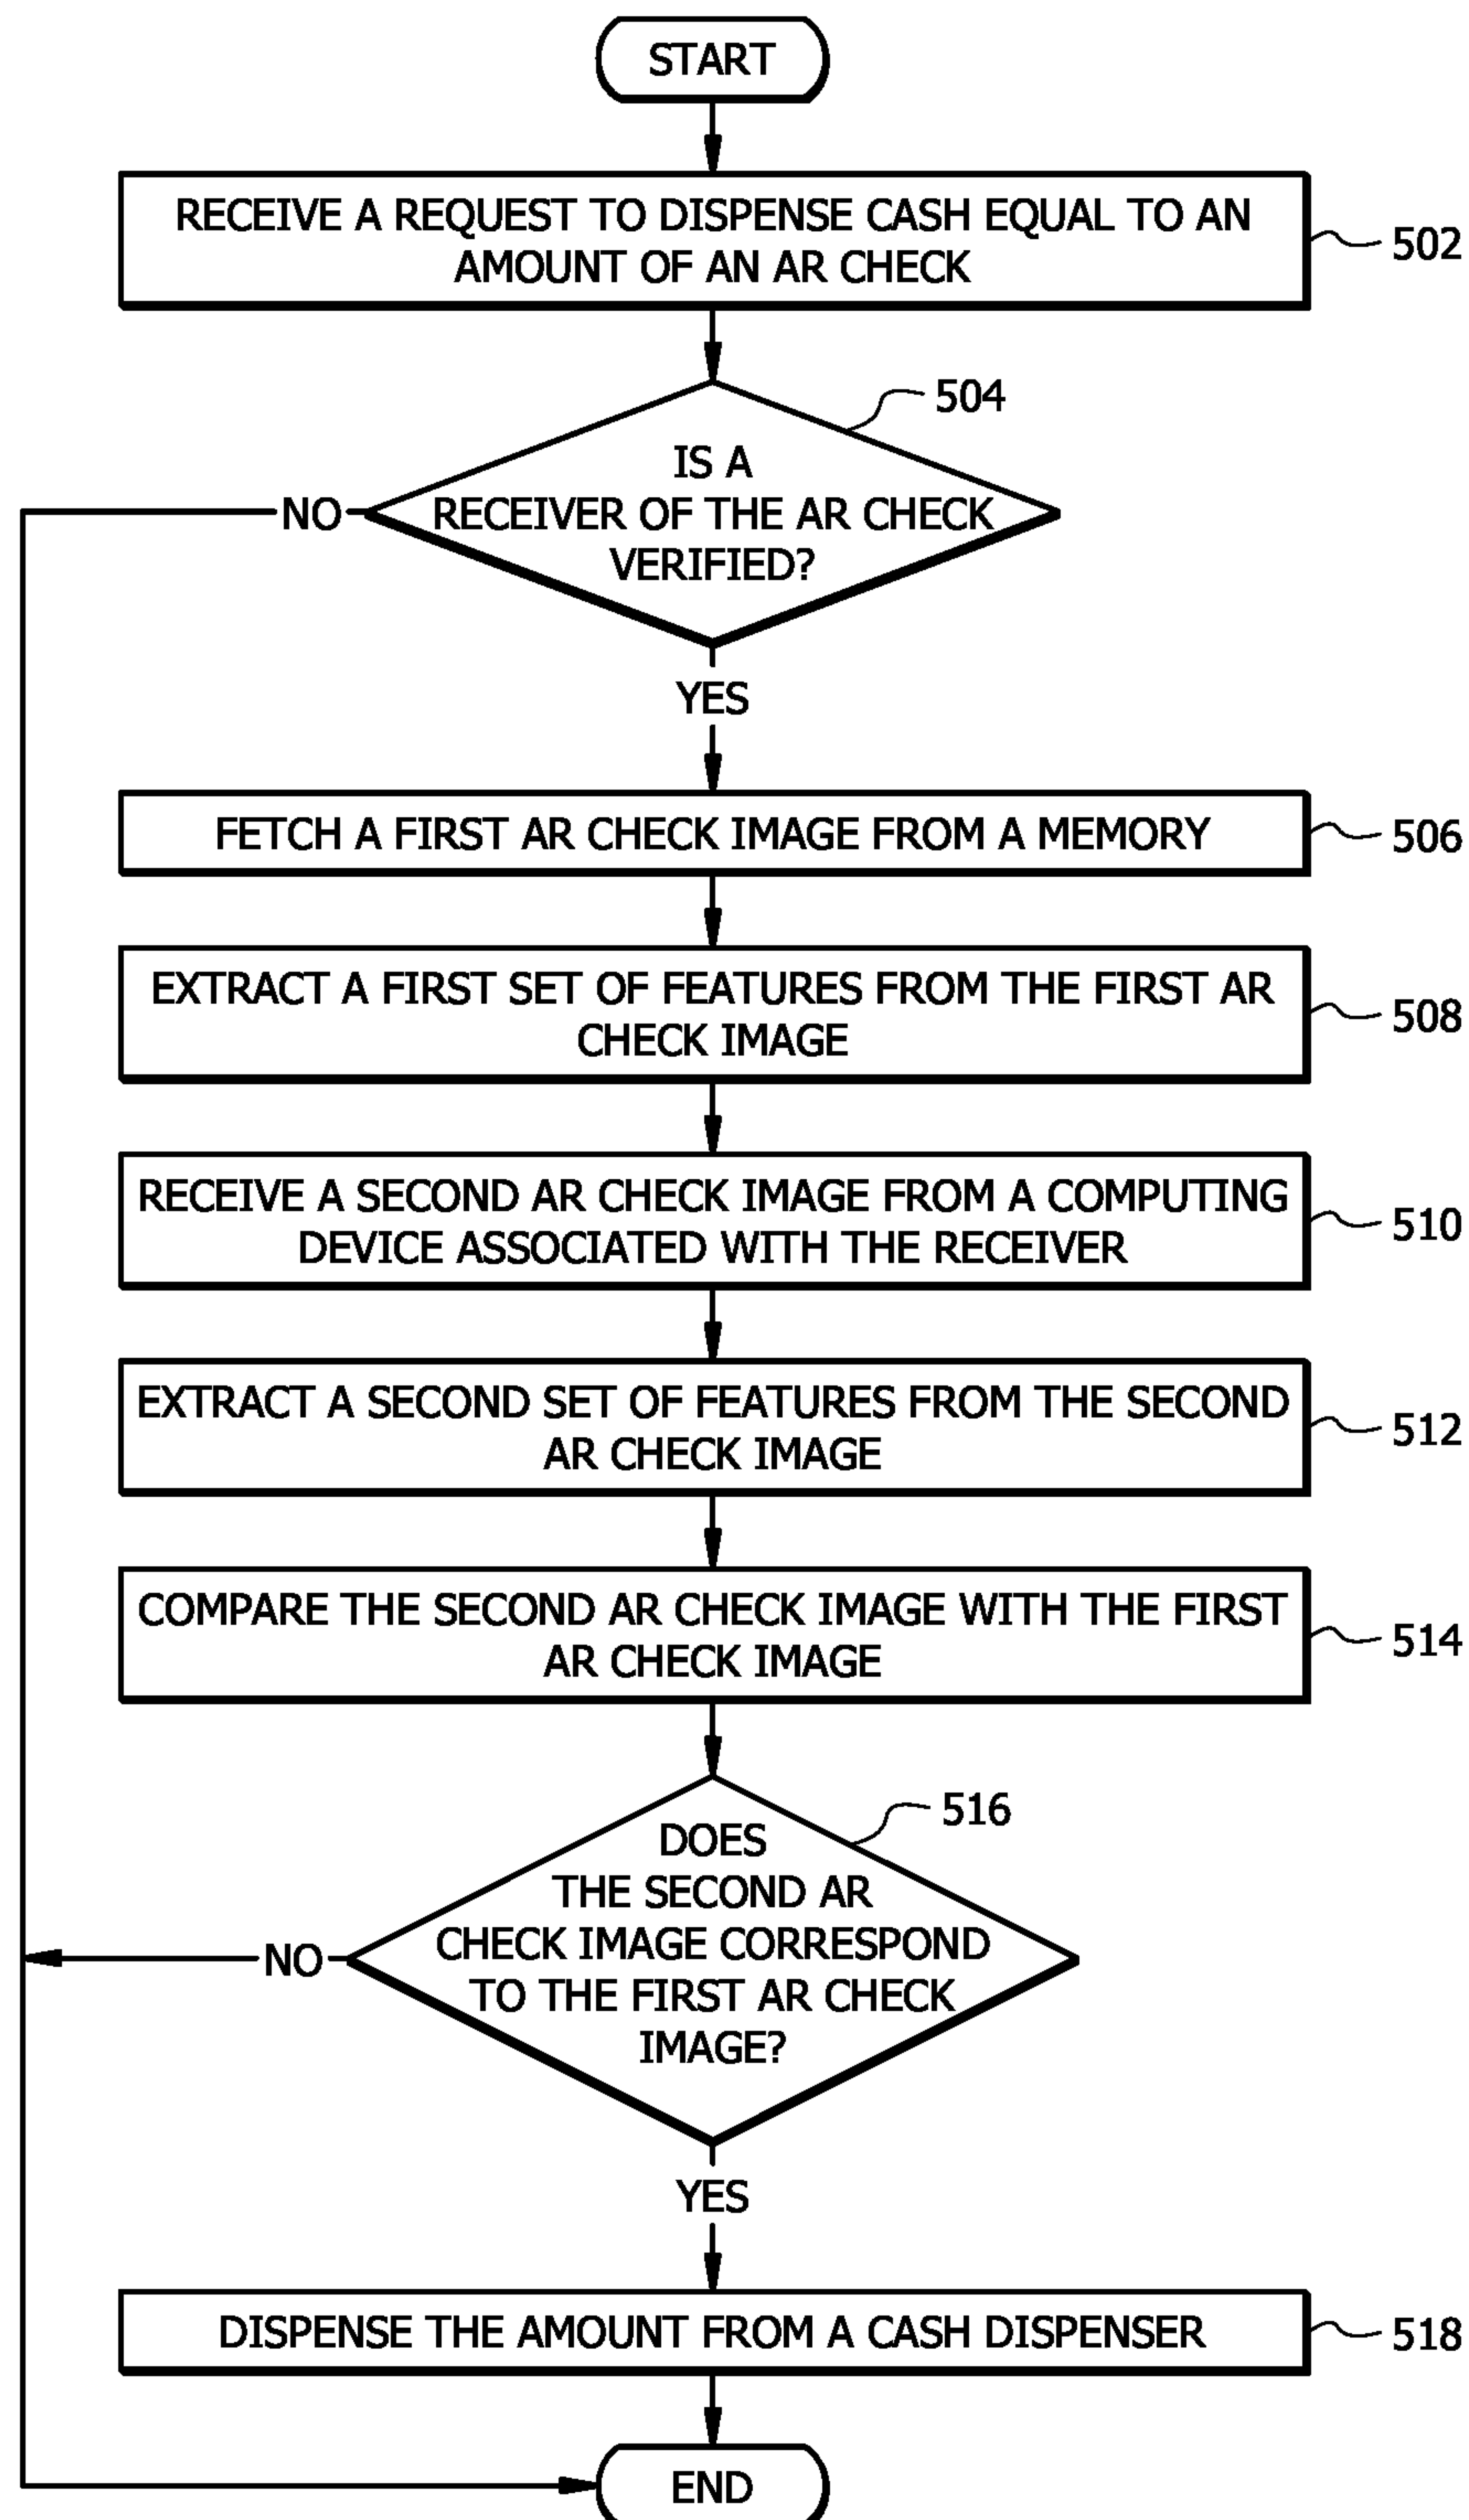 START
RECEIVE A REQUEST TO DISPENSE CASH EQUAL TO AN
AMOUNT OF AN AR CHECK
502
504
IS A
RECEIVER OF THE AR CHECK
VERIFIED?
NO
YES
FETCH A FIRST AR CHECK IMAGE FROM A MEMORY
506
EXTRACT A FIRST SET OF FEATURES FROM THE FIRST AR
CHECK IMAGE
508
RECEIVE A SECOND AR CHECK IMAGE FROM A COMPUTING
DEVICE ASSOCIATED WITH THE RECEIVER
510
EXTRACT A SECOND SET OF FEATURES FROM THE SECOND
AR CHECK IMAGE
512
COMPARE THE SECOND AR CHECK IMAGE WITH THE FIRST
AR CHECK IMAGE
514
516
DOES
THE SECOND AR
CHECK IMAGE CORRESPOND
TO THE FIRST AR CHECK
IMAGE?
NO
YES
DISPENSE THE AMOUNT FROM A CASH DISPENSER
518
END